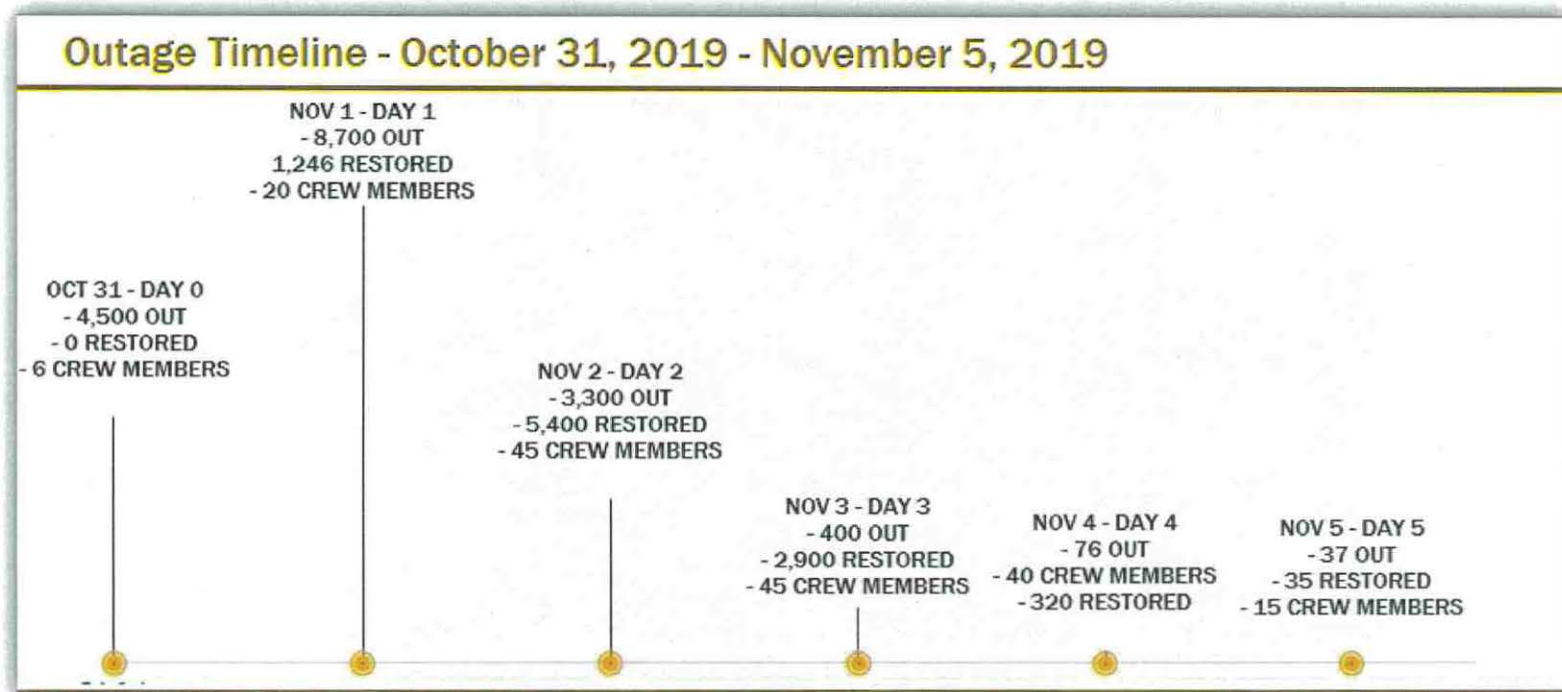 Outage Timeline - October 31, 2019 - November 5, 2019
NOV 1 - DAY 1
- 8,700 OUT
1,246 RESTORED
- 20 CREW MEMBERS
OCT 31 - DAY 0
- 4,500 OUT
- 0 RESTORED
- 6 CREW MEMBERS
NOV 2 - DAY 2
- 3,300 OUT
- 5,400 RESTORED
- 45 CREW MEMBERS
NOV 3 - DAY 3
- 400 OUT
- 2,900 RESTORED
- 45 CREW MEMBERS
NOV 4 - DAY 4
- 76 OUT
- 40 CREW MEMBERS
- 320 RESTORED
NOV 5 - DAY 5
- 37 OUT
- 35 RESTORED
- 15 CREW MEMBERS